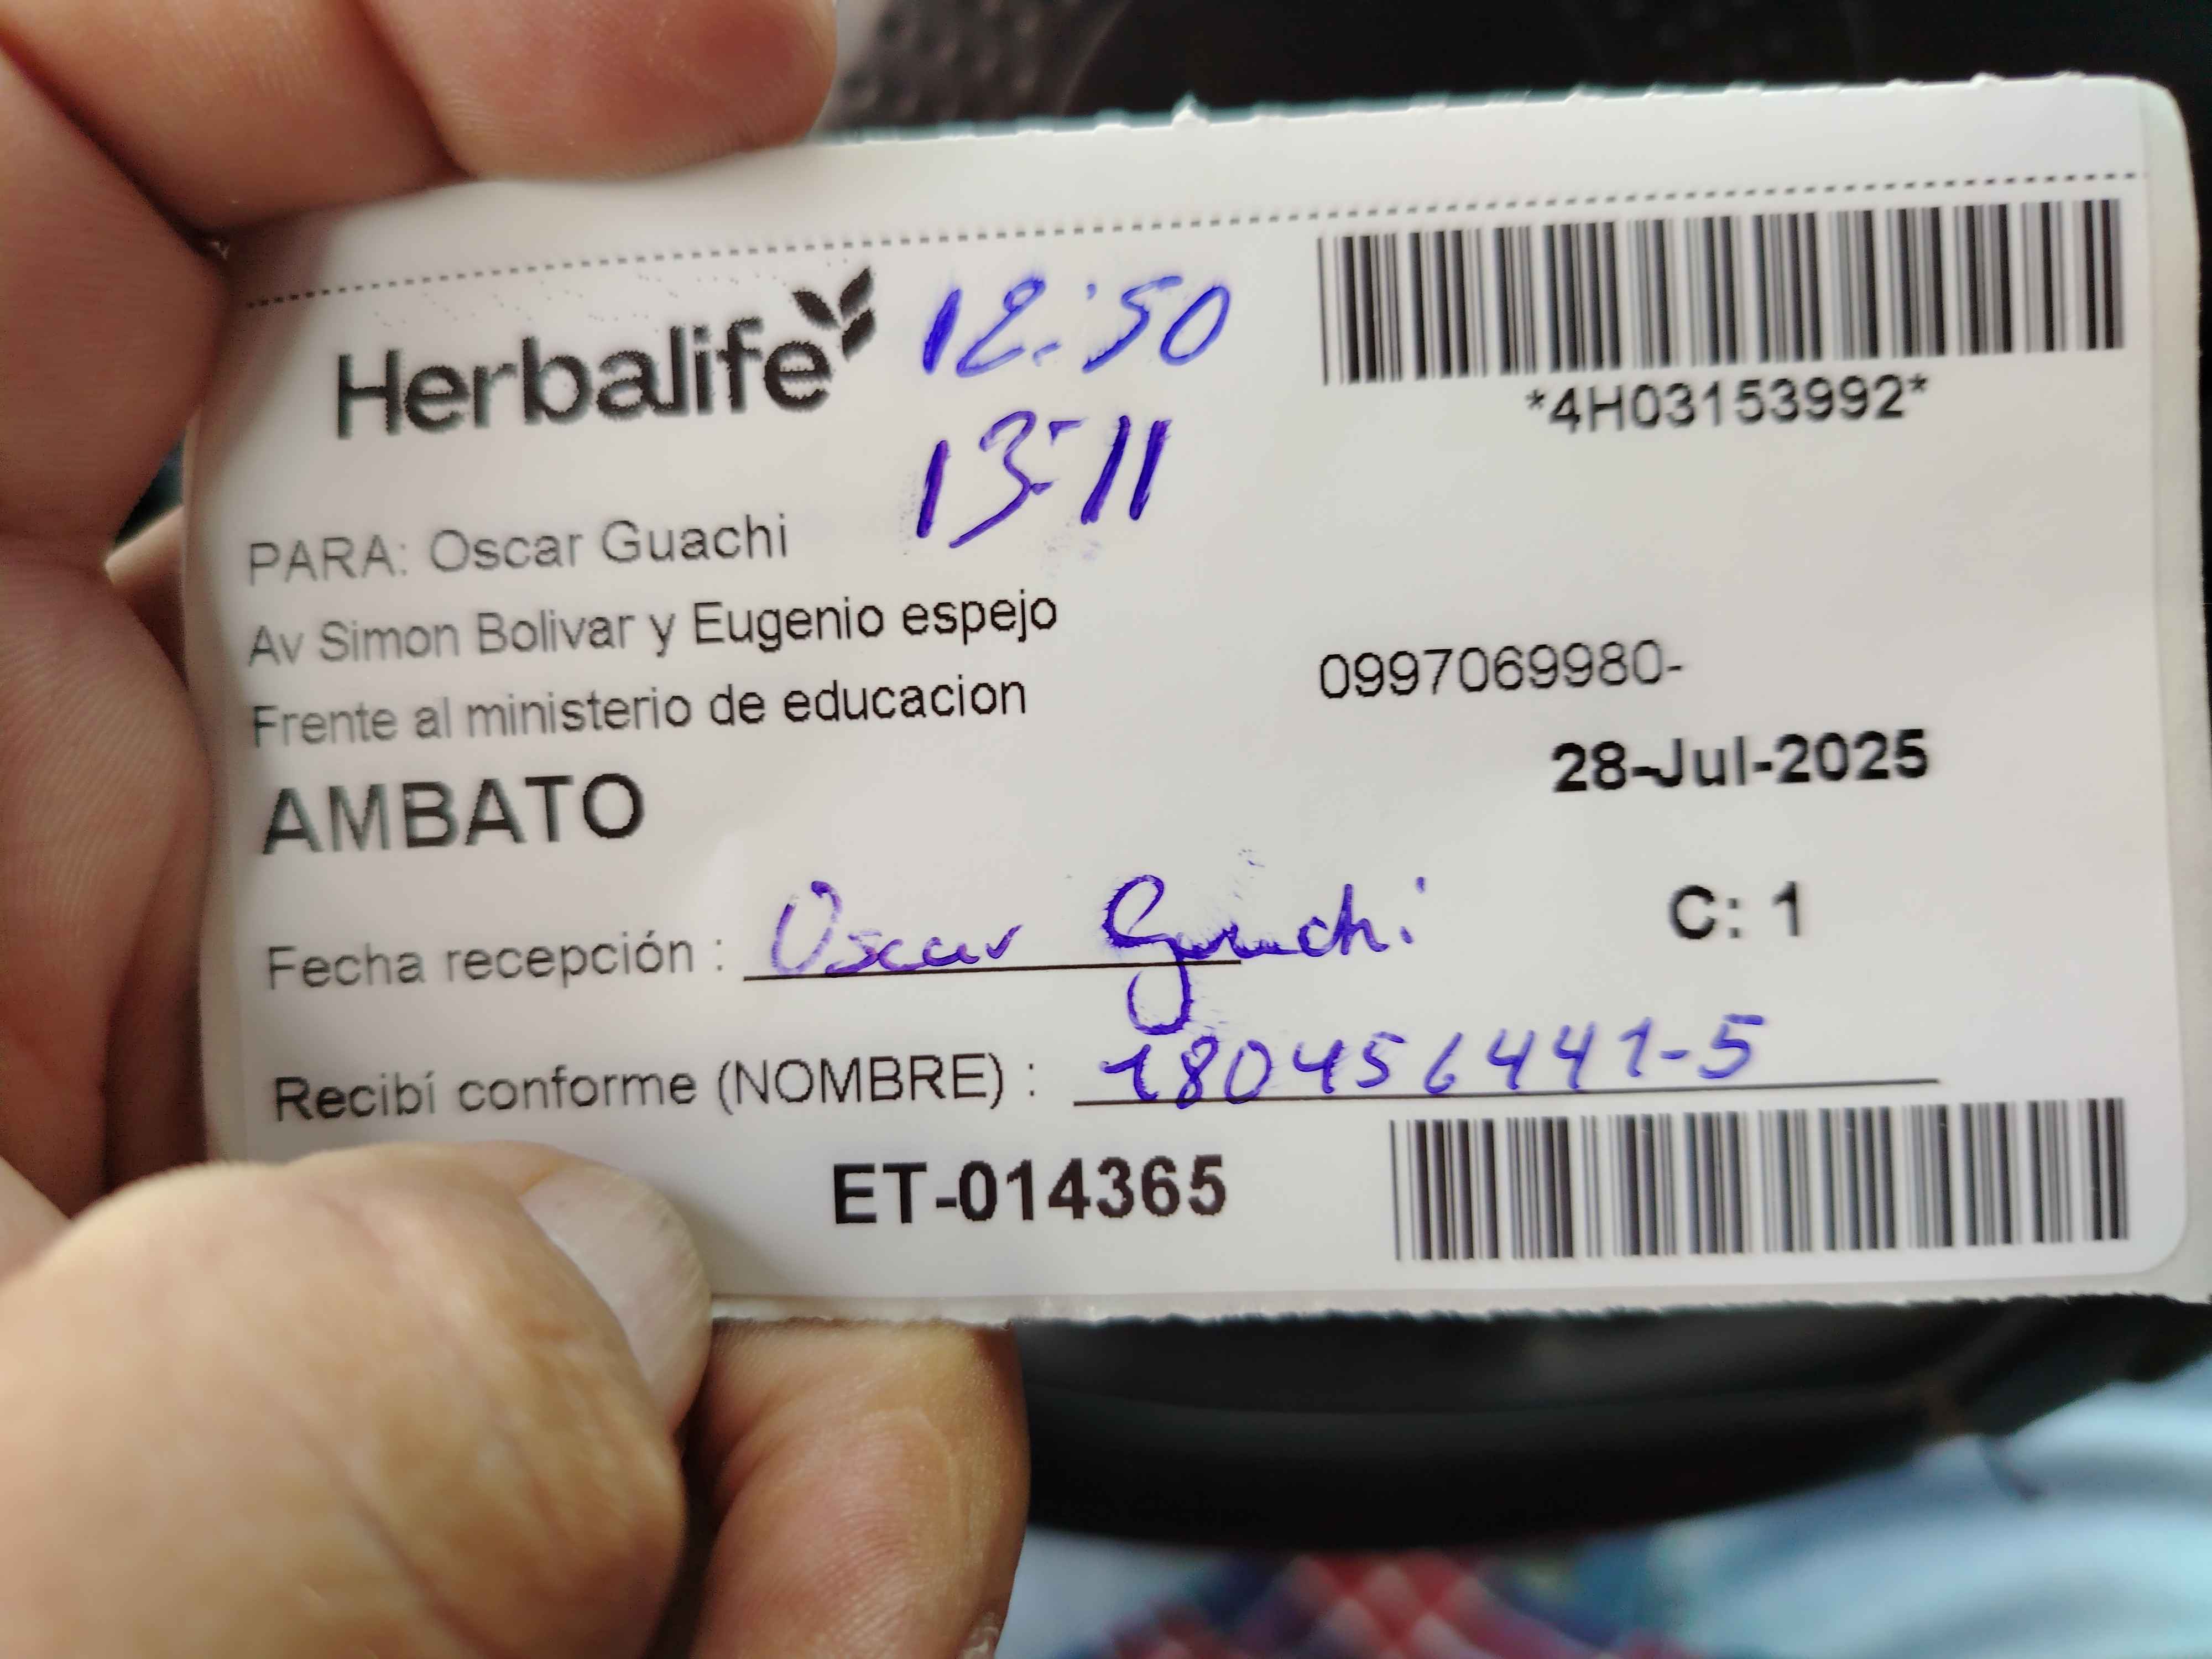 Herbalife
12:50
13:11
*4H03153992*
PARA: Oscar Guachi
Av Simon Bolivar y Eugenio espejo
0997069980-
Frente al ministerio de educacion
28-Jul-2025
AMBATO
Fecha recepción : Oscar Guachi
C: 1
Recibí conforme (NOMBRE) : 180456441-5
ET-014365